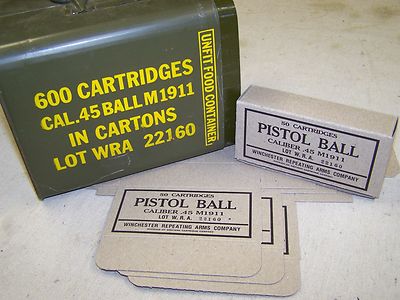 600 CARTRIDGES
CAL. .45 BALL M1911
IN CARTONS
LOT WRA 22160
UNFIT FOOD CONTAINER
50 CARTRIDGES
PISTOL BALL
CALIBER .45 M1911
LOT W.R.A. 22160
WINCHESTER REPEATING ARMS COMPANY
50 CARTRIDGES
PISTOL BALL
CALIBER .45 M1911
LOT W.R.A. 22160
WINCHESTER REPEATING ARMS COMPANY